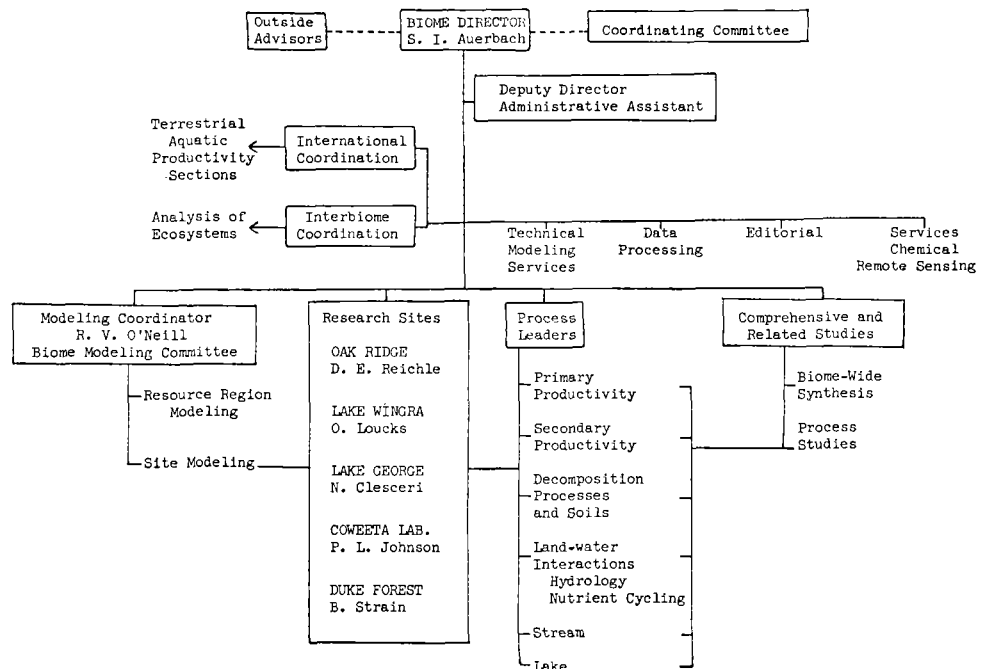 Outside
Advisors
BIOME DIRECTOR
S. I. Auerbach
Coordinating Committee
Deputy Director
Administrative Assistant
Terrestrial
Aquatic
Productivity
Sections
International
Coordination
Analysis of
Ecosystems
Interbiome
Coordination
Technical
Modeling
Services
Data
Processing
Editorial
Services
Chemical
Remote Sensing
Modeling Coordinator
R. V. O'Neill
Biome Modeling Committee
Resource Region
Modeling
Site Modeling
Research Sites
OAK RIDGE
D. E. Reichle
LAKE WINGRA
O. Loucks
LAKE GEORGE
N. Clesceri
COWEETA LAB.
P. L. Johnson
DUKE FOREST
B. Strain
Process
Leaders
Primary
Productivity
Secondary
Productivity
Decomposition
Processes
and Soils
Land-water
Interactions
Hydrology
Nutrient Cycling
Stream
Lake
Comprehensive and
Related Studies
Biome-Wide
Synthesis
Process
Studies